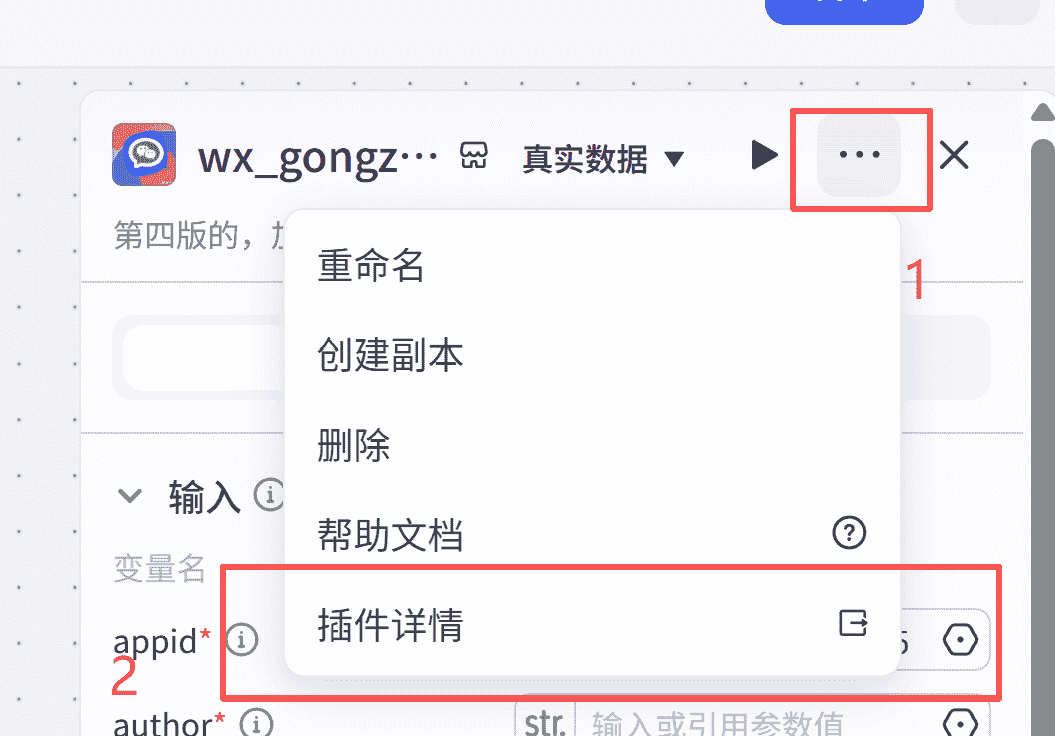 wx_gongz··· 真实数据
第四版的，
1
重命名
创建副本
删除
输入
帮助文档
变量名
插件详情
appid* 5
2
author* str. 输入或引用参数值